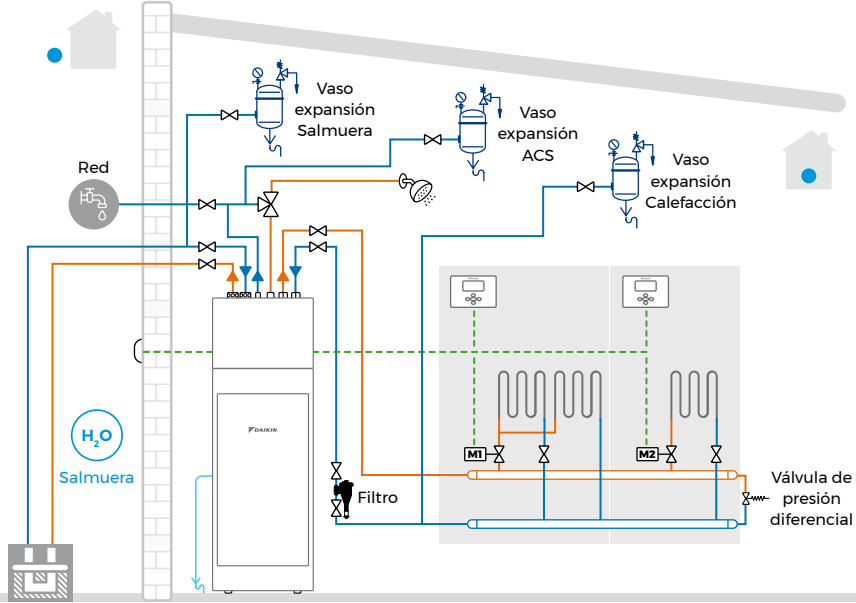 Vaso
expansión
Salmuera
Vaso
expansión
ACS
Vaso
expansión
Calefacción
Red
H2O
Salmuera
DAIKIN
Filtro
M1
M2
Válvula de
presión
diferencial